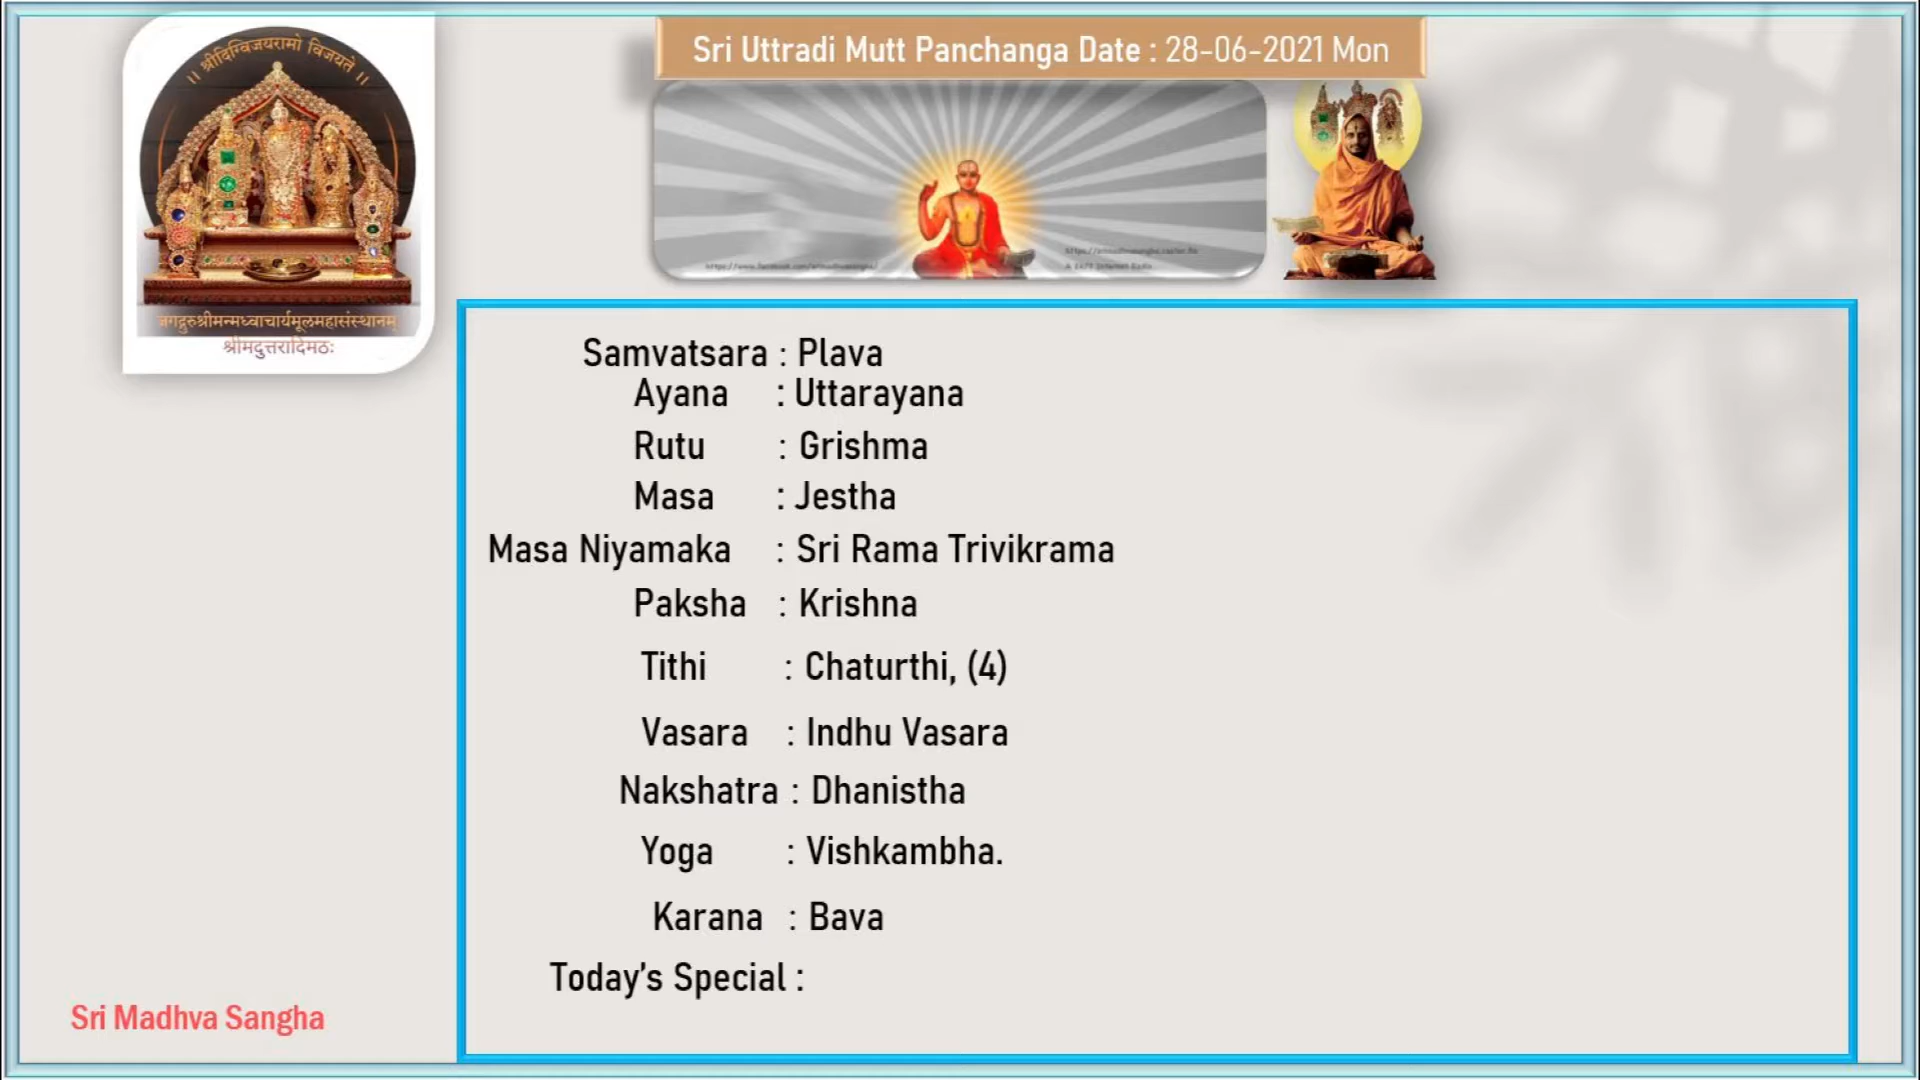 ।। श्रीदिग्विजयरामो विजयते ।।
जगद्गुरुश्रीमन्मध्वाचार्यमूलमहासंस्थानम्
श्रीमदुत्तरादिमठः
Sri Uttradi Mutt Panchanga Date : 28-06-2021 Mon
Samvatsara : Plava
Ayana : Uttarayana
Rutu : Grishma
Masa : Jestha
Masa Niyamaka : Sri Rama Trivikrama
Paksha : Krishna
Tithi : Chaturthi, (4)
Vasara : Indhu Vasara
Nakshatra : Dhanistha
Yoga : Vishkambha.
Karana : Bava
Today's Special :
Sri Madhva Sangha